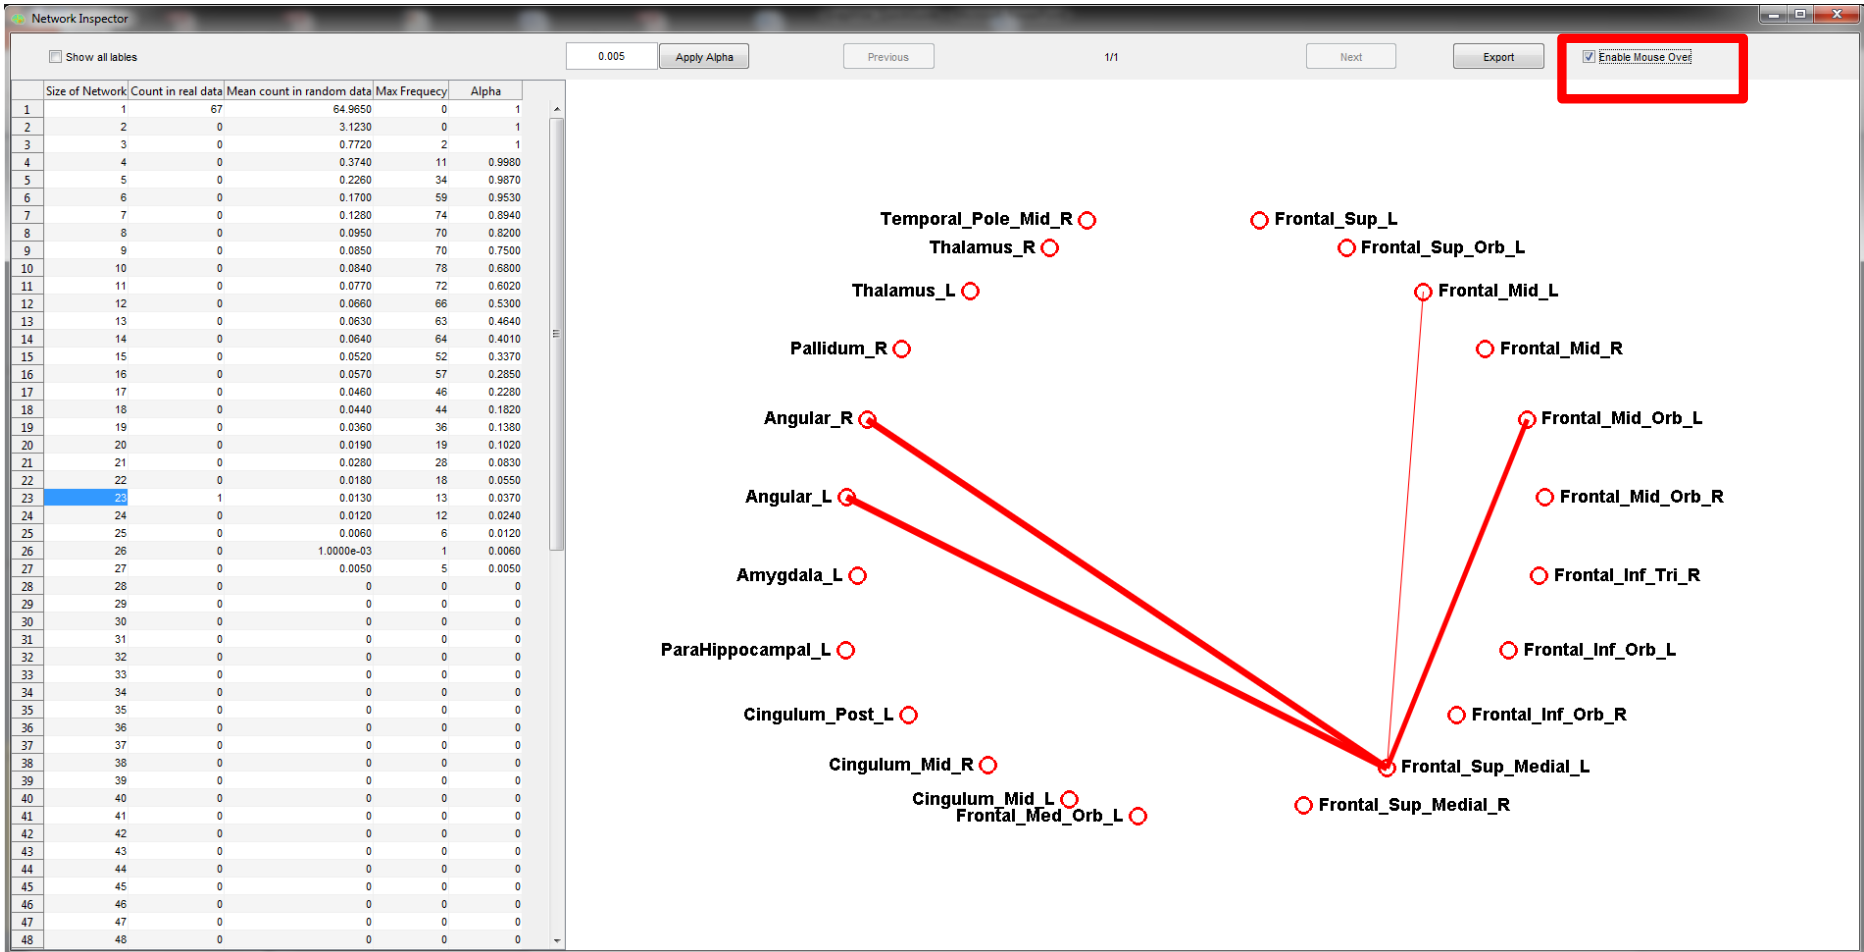 Network Inspector
Show all lables
0.005 Apply Alpha Previous 1/1 Next Export Enable Mouse Over
Size of Network Count in real data Mean count in random data Max Frequecy Alpha
1 1 67 64.9650 0 1
2 2 0 3.1230 0 1
3 3 0 0.7720 2 1
4 4 0 0.3740 11 0.9980
5 5 0 0.2260 34 0.9870
6 6 0 0.1700 59 0.9530
7 7 0 0.1280 74 0.8940
8 8 0 0.0950 70 0.8200
9 9 0 0.0850 70 0.7500
10 10 0 0.0840 78 0.6800
11 11 0 0.0770 72 0.6020
12 12 0 0.0660 66 0.5300
13 13 0 0.0630 63 0.4640
14 14 0 0.0640 64 0.4010
15 15 0 0.0520 52 0.3370
16 16 0 0.0570 57 0.2850
17 17 0 0.0460 46 0.2280
18 18 0 0.0440 44 0.1820
19 19 0 0.0360 36 0.1380
20 20 0 0.0190 19 0.1020
21 21 0 0.0280 28 0.0830
22 22 0 0.0180 18 0.0550
23 23 1 0.0130 13 0.0370
24 24 0 0.0120 12 0.0240
25 25 0 0.0060 6 0.0120
26 26 0 1.0000e-03 1 0.0060
27 27 0 0.0050 5 0.0050
28 28 0 0 0 0
29 29 0 0 0 0
30 30 0 0 0 0
31 31 0 0 0 0
32 32 0 0 0 0
33 33 0 0 0 0
34 34 0 0 0 0
35 35 0 0 0 0
36 36 0 0 0 0
37 37 0 0 0 0
38 38 0 0 0 0
39 39 0 0 0 0
40 40 0 0 0 0
41 41 0 0 0 0
42 42 0 0 0 0
43 43 0 0 0 0
44 44 0 0 0 0
45 45 0 0 0 0
46 46 0 0 0 0
47 47 0 0 0 0
48 48 0 0 0 0
Temporal_Pole_Mid_R
Frontal_Sup_L
Thalamus_R
Frontal_Sup_Orb_L
Thalamus_L
Frontal_Mid_L
Pallidum_R
Frontal_Mid_R
Angular_R
Frontal_Mid_Orb_L
Angular_L
Frontal_Mid_Orb_R
Amygdala_L
Frontal_Inf_Tri_R
ParaHippocampal_L
Frontal_Inf_Orb_L
Cingulum_Post_L
Frontal_Inf_Orb_R
Cingulum_Mid_R
Frontal_Sup_Medial_L
Cingulum_Mid_L
Frontal_Sup_Medial_R
Frontal_Med_Orb_L